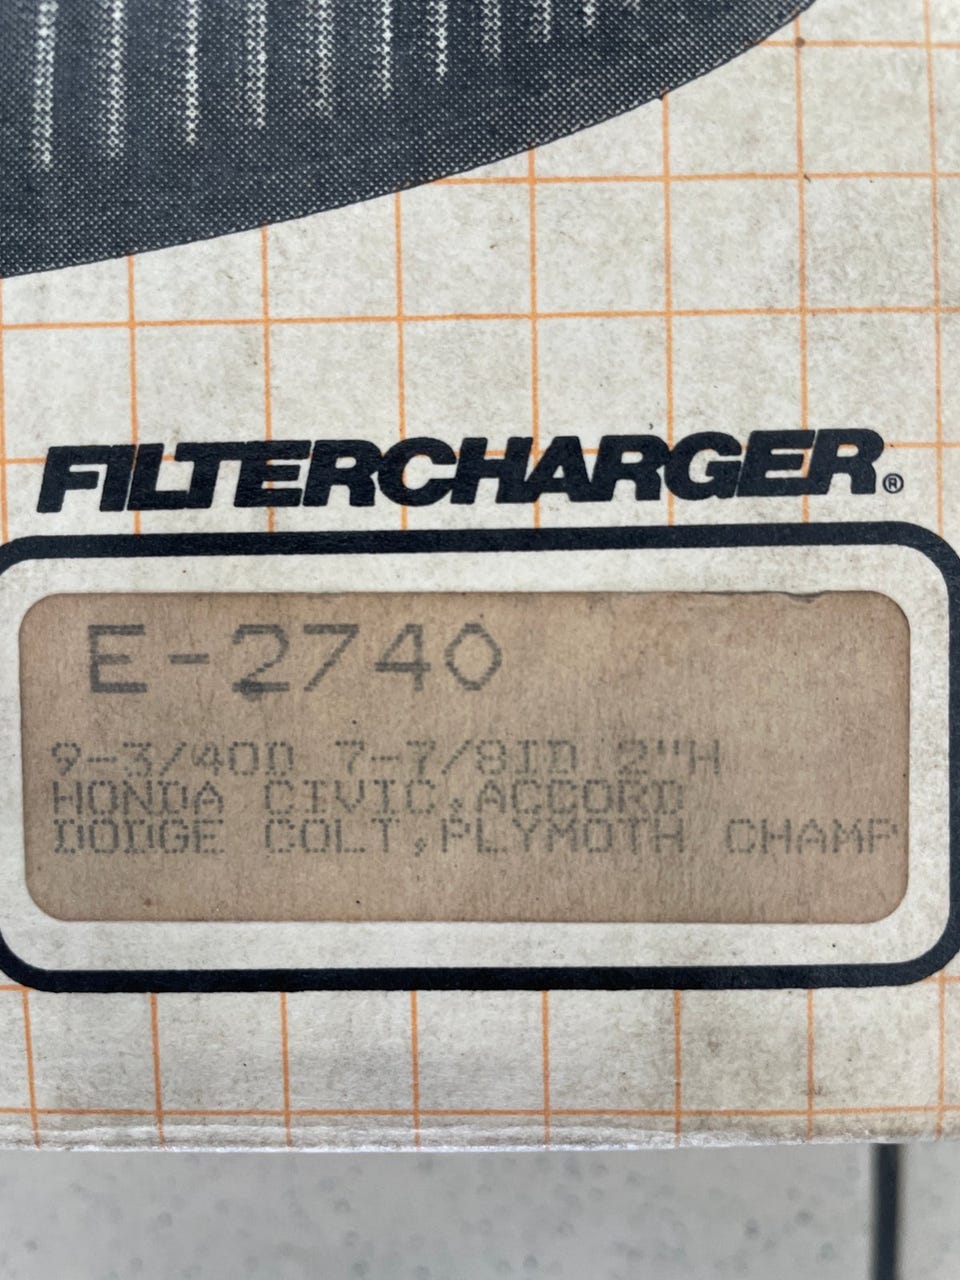 FILTERCHARGER®
E-2740
9-3/4OD 7-7/8ID 2"H
HONDA CIVIC,ACCORD
DODGE COLT,PLYMOTH CHAMP